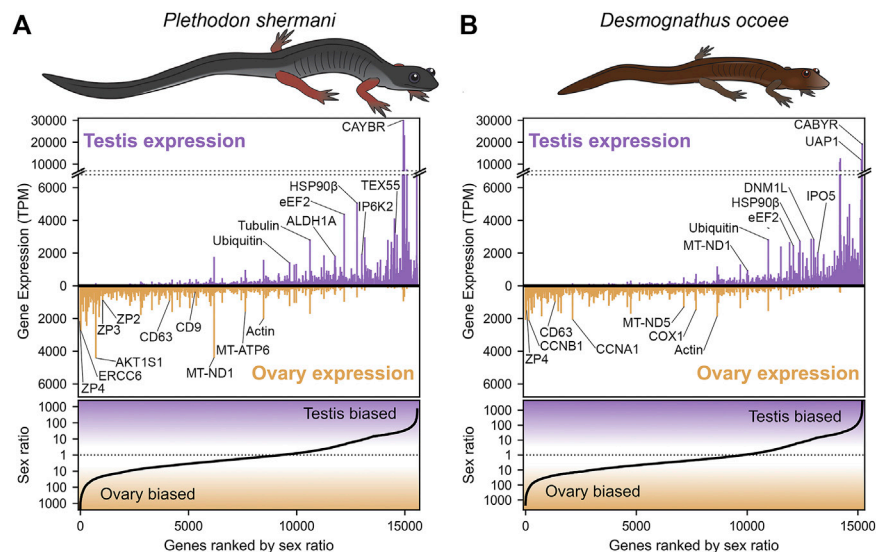 A
Plethodon shermani
30000
20000
10000
6000
4000
2000
0
2000
4000
6000
Gene Expression (TPM)
Testis expression
CAYBR
HSP90β
TEX55
eEF2
IP6K2
Tubulin
ALDH1A
Ubiquitin
ZP2
ZP3
CD63
CD9
Actin
MT-ATP6
AKT1S1
MT-ND1
ERCC6
ZP4
Ovary expression
1000
100
10
1
10
100
1000
Sex ratio
Testis biased
Ovary biased
0
5000
10000
15000
Genes ranked by sex ratio
B
Desmognathus ocoee
30000
20000
10000
6000
4000
2000
0
2000
4000
6000
Gene Expression (TPM)
Testis expression
CABYR
UAP1
DNM1L
HSP90β
IPO5
eEF2
Ubiquitin
MT-ND1
CD63
MT-ND5
CCNB1
COX1
ZP4
CCNA1
Actin
Ovary expression
1000
100
10
1
10
100
1000
Sex ratio
Testis biased
Ovary biased
0
5000
10000
15000
Genes ranked by sex ratio